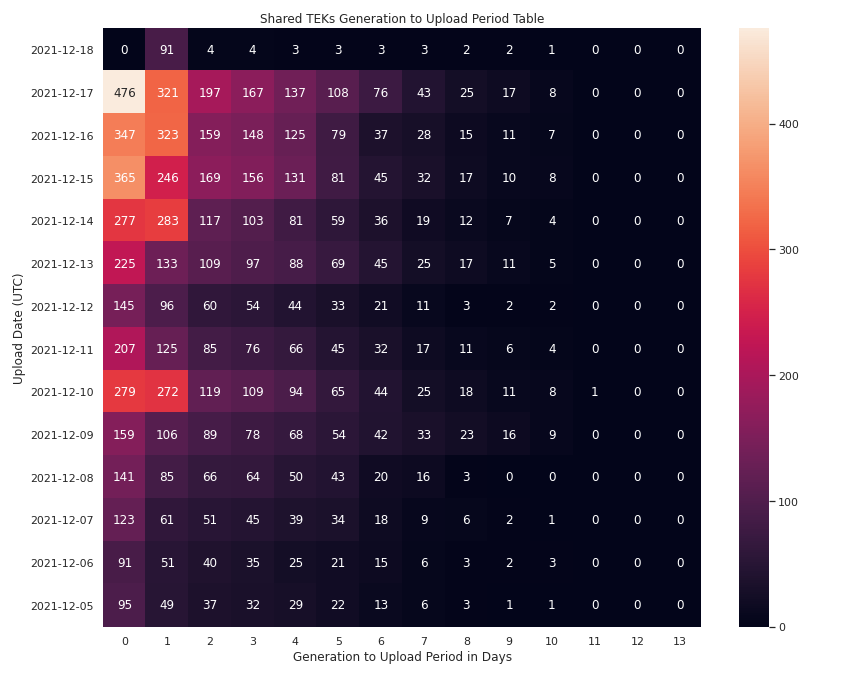 Shared TEKs Generation to Upload Period Table
Upload Date (UTC)
2021-12-18 0 91 4 4 3 3 3 3 2 2 1 0 0 0
2021-12-17 476 321 197 167 137 108 76 43 25 17 8 0 0 0
2021-12-16 347 323 159 148 125 79 37 28 15 11 7 0 0 0
2021-12-15 365 246 169 156 131 81 45 32 17 10 8 0 0 0
2021-12-14 277 283 117 103 81 59 36 19 12 7 4 0 0 0
2021-12-13 225 133 109 97 88 69 45 25 17 11 5 0 0 0
2021-12-12 145 96 60 54 44 33 21 11 3 2 2 0 0 0
2021-12-11 207 125 85 76 66 45 32 17 11 6 4 0 0 0
2021-12-10 279 272 119 109 94 65 44 25 18 11 8 1 0 0
2021-12-09 159 106 89 78 68 54 42 33 23 16 9 0 0 0
2021-12-08 141 85 66 64 50 43 20 16 3 0 0 0 0 0
2021-12-07 123 61 51 45 39 34 18 9 6 2 1 0 0 0
2021-12-06 91 51 40 35 25 21 15 6 3 2 3 0 0 0
2021-12-05 95 49 37 32 29 22 13 6 3 1 1 0 0 0
0 1 2 3 4 5 6 7 8 9 10 11 12 13
Generation to Upload Period in Days
400
300
200
100
0